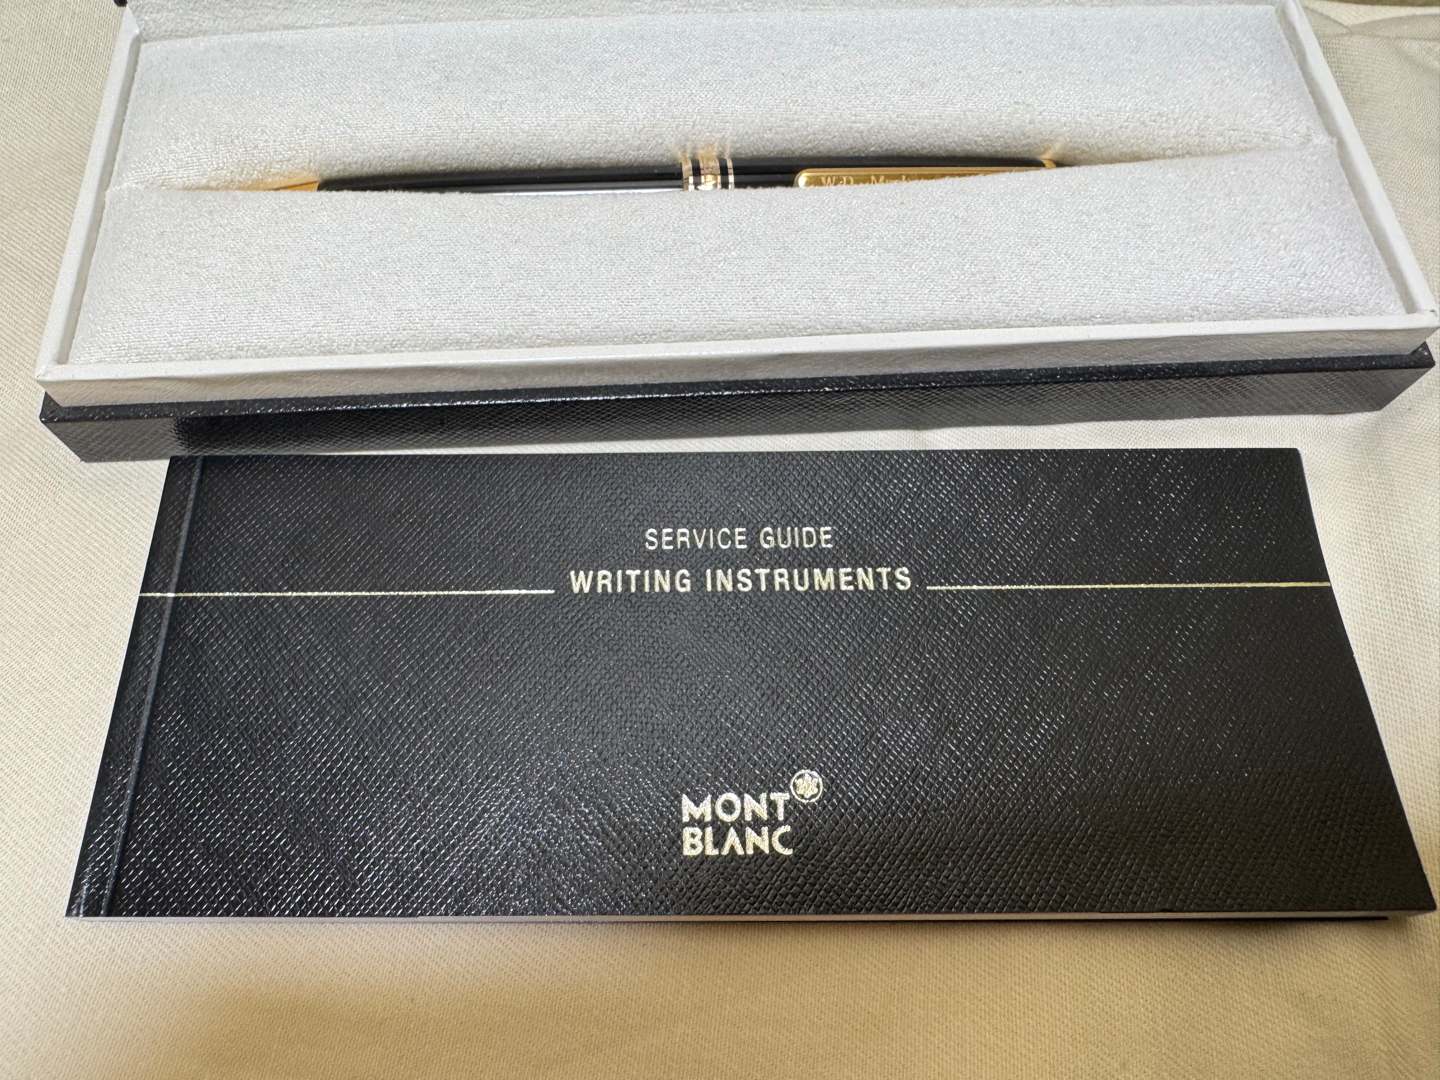 SERVICE GUIDE
WRITING INSTRUMENTS
MONT
BLANC